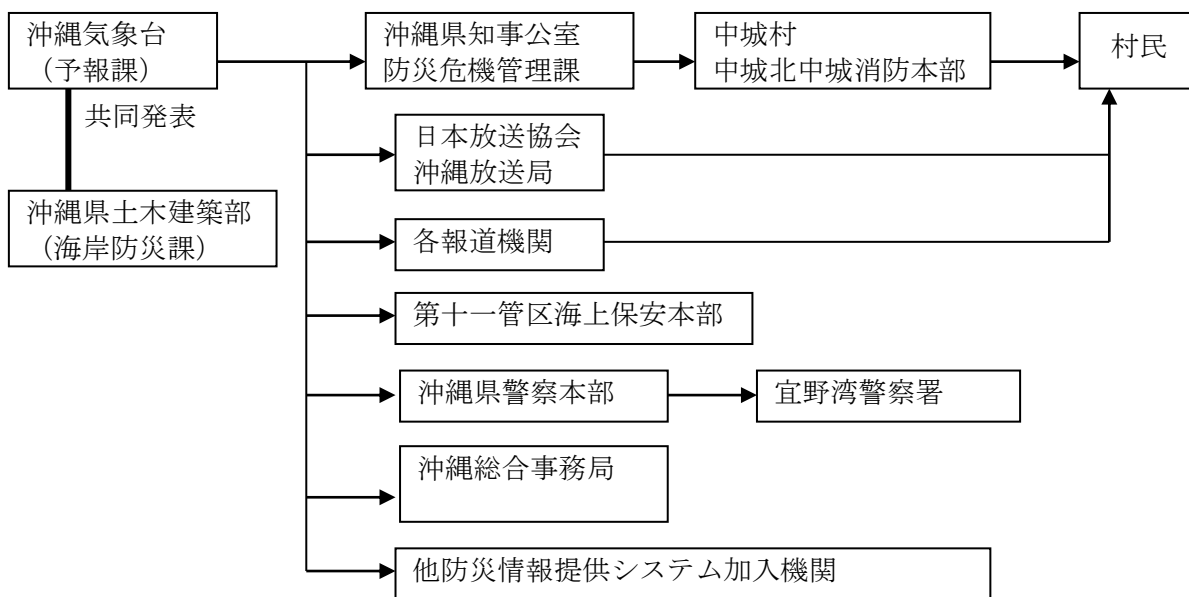 沖縄気象台
（予報課）
沖縄県知事公室
防災危機管理課
中城村
中城北中城消防本部
村民
共同発表
日本放送協会
沖縄放送局
沖縄県土木建築部
（海岸防災課）
各報道機関
第十一管区海上保安本部
沖縄県警察本部
宜野湾警察署
沖縄総合事務局
他防災情報提供システム加入機関